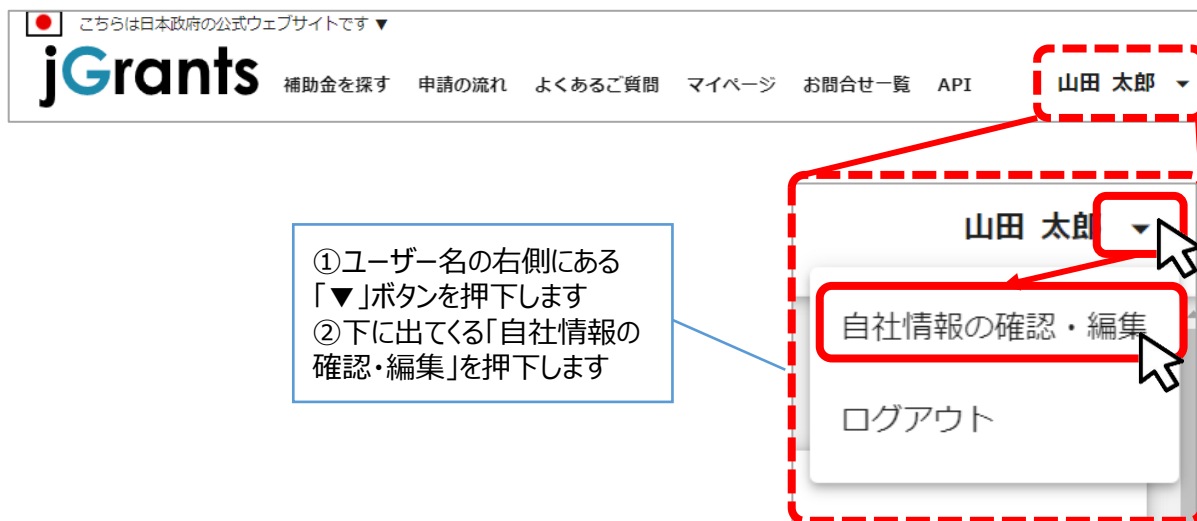 こちらは日本政府の公式ウェブサイトです ▼
jGrants 補助金を探す 申請の流れ よくあるご質問 マイページ お問合せ一覧 API 山田 太郎 ▼
山田 太郎 ▼
①ユーザー名の右側にある
「▼」ボタンを押下します
②下に出てくる「自社情報の
確認・編集」を押下します
自社情報の確認・編集
ログアウト